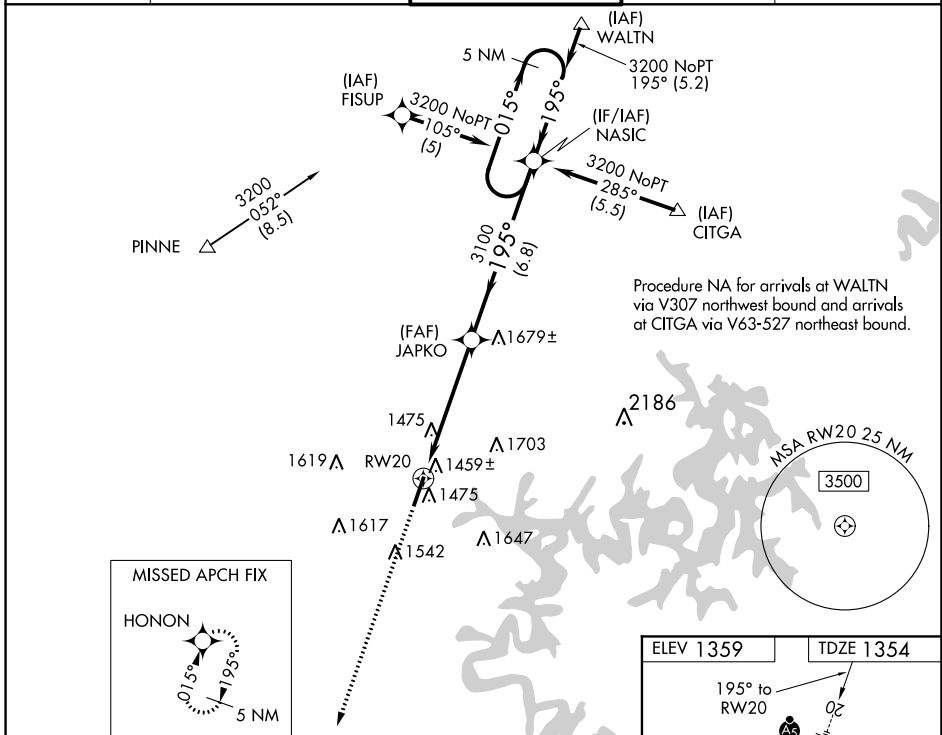 (IAF)
WALTN
5 NM
3200 NoPT
195° (5.2)
(IAF)
FISUP
3200 NoPT
105°
(5)
015°
195°
(IF/IAF)
NASIC
3200 NoPT
285°
(5.5)
(IAF)
CITGA
3200
052°
(8.5)
PINNE
3100
195°
(6.8)
Procedure NA for arrivals at WALTN
via V307 northwest bound and arrivals
at CITGA via V63-527 northeast bound.
(FAF)
JAPKO
1679±
2186
1475
1703
1619
RW20
1459±
1475
1617
1542
1647
MSA RW20 25 NM
3500
MISSED APCH FIX
HONON
015°
195°
5 NM
ELEV 1359
TDZE 1354
195° to
RW20
20
A5